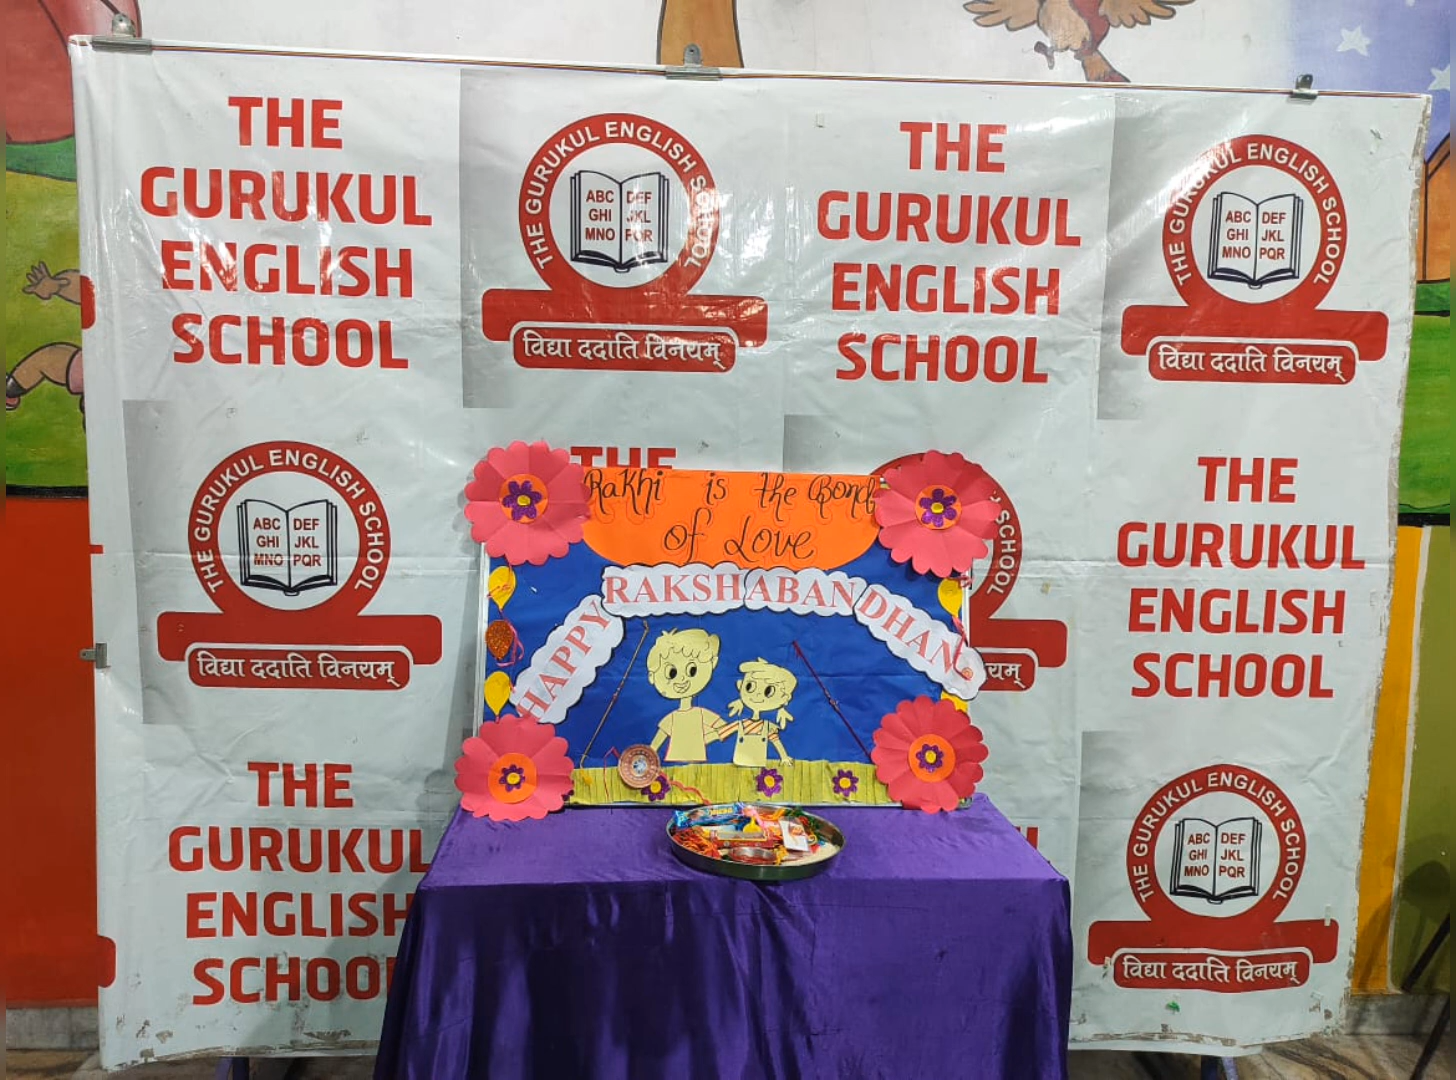 THE
GURUKUL
ENGLISH
SCHOOL
THE GURUKUL ENGLISH SCHOOL
ABC DEF
GHI JKL
MNO PQR
विद्या ददाति विनयम्
THE
GURUKUL
ENGLISH
SCHOOL
THE GURUKUL ENGLISH SCHOOL
ABC DEF
GHI JKL
MNO PQR
विद्या ददाति विनयम्
THE GURUKUL ENGLISH SCHOOL
ABC DEF
GHI JKL
MNO PQR
विद्या ददाति विनयम्
THE
Rakhi is the Bond
of Love
HAPPY RAKSHABANDHAN
SCHOOL
यम्
THE
GURUKUL
ENGLISH
SCHOOL
THE
GURUKUL
ENGLISH
SCHOOL
THE GURUKUL ENGLISH SCHOOL
ABC DEF
GHI JKL
MNO PQR
विद्या ददाति विनयम्